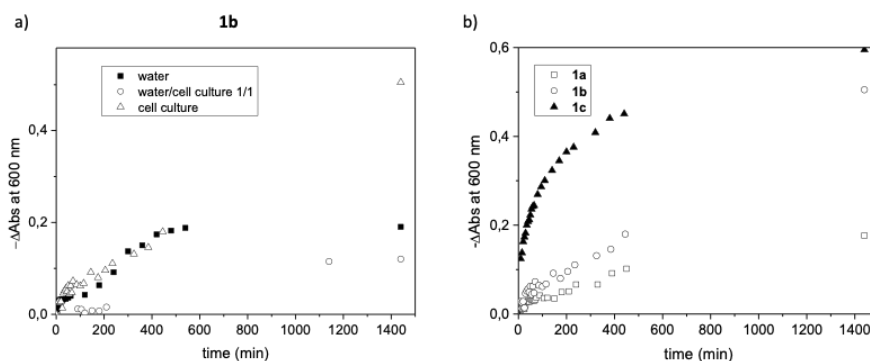 a)
1b
b)
water
water/cell culture 1/1
cell culture
−ΔAbs at 600 nm
0,4
0,2
0,0
0 200 400 600 800 1000 1200 1400
time (min)
1a
1b
1c
-ΔAbs at 600 nm
0,6
0,4
0,2
0,0
0 200 400 600 800 1000 1200 1400
time (min)